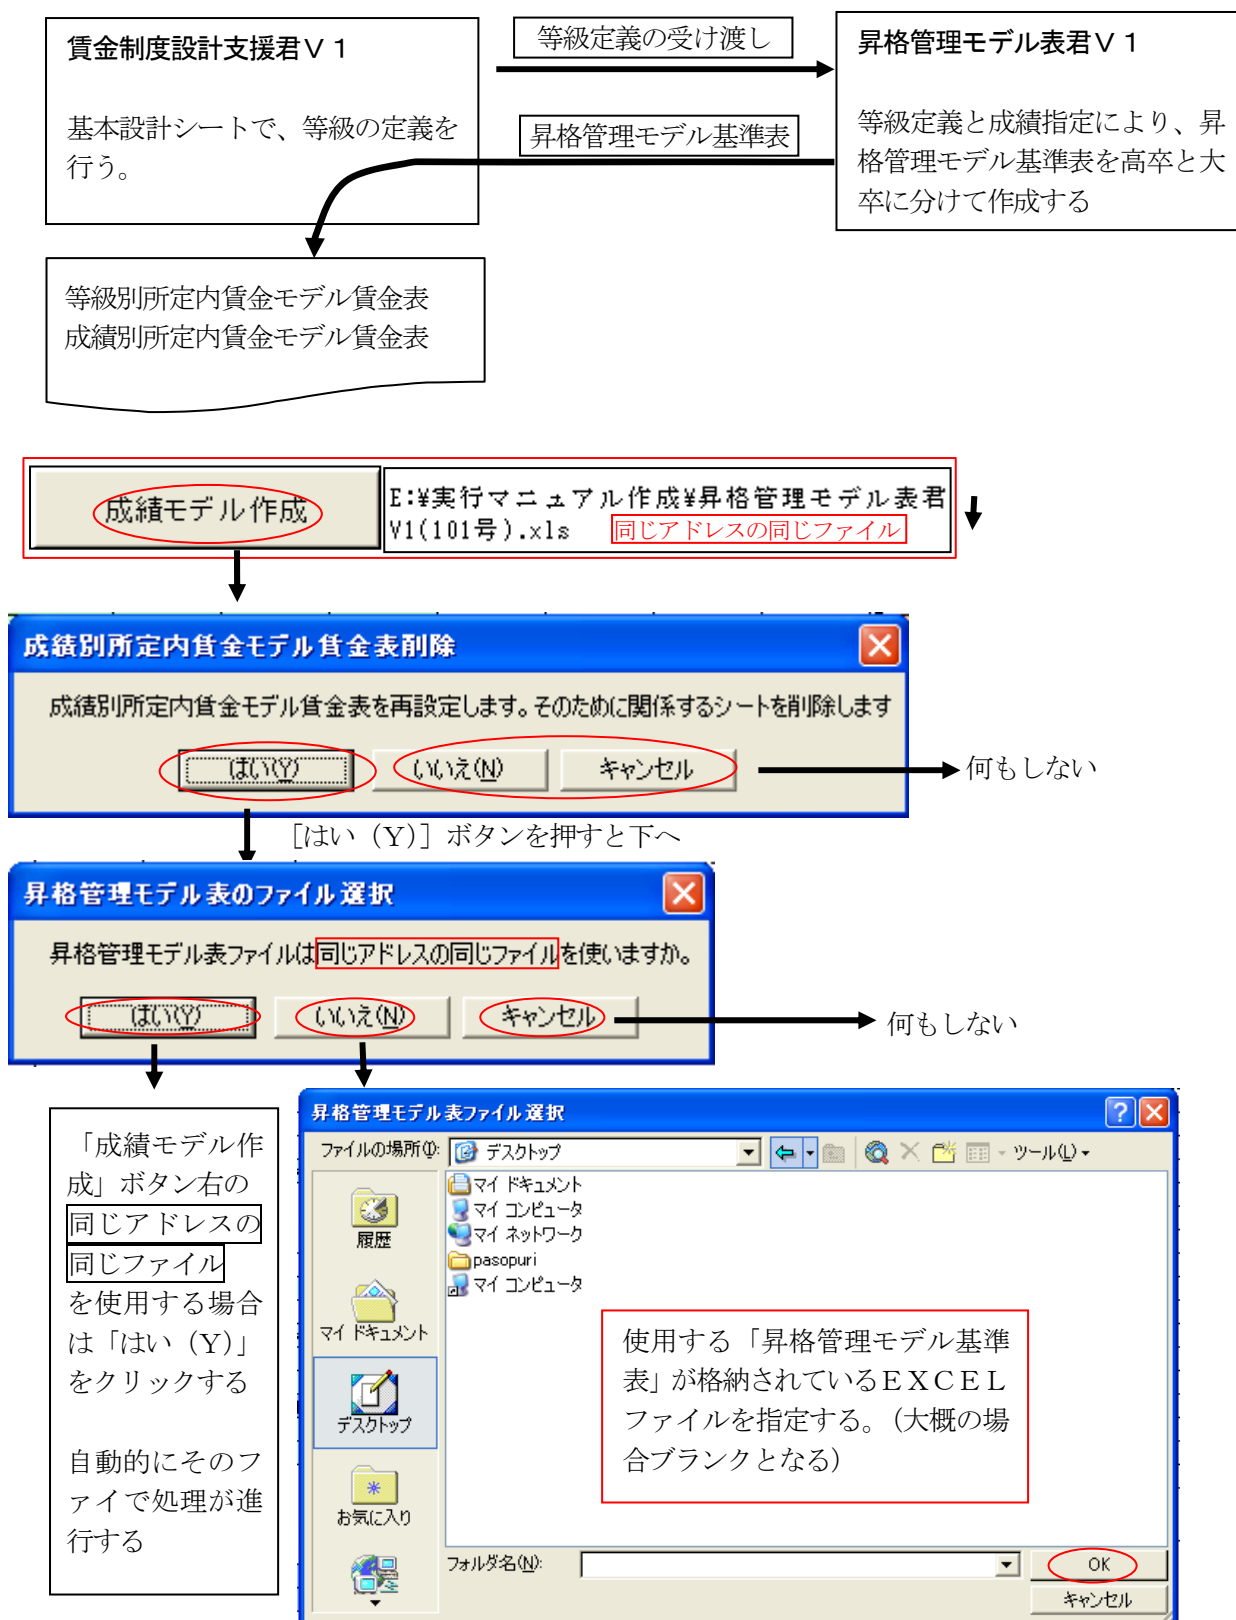 賃金制度設計支援君Ｖ１
基本設計シートで、等級の定義を
行う。
等級定義の受け渡し
昇格管理モデル基準表
昇格管理モデル表君Ｖ１
等級定義と成績指定により、昇
格管理モデル基準表を高卒と大
卒に分けて作成する
等級別所定内賃金モデル賃金表
成績別所定内賃金モデル賃金表
成績モデル作成
E:¥実行マニュアル作成¥昇格管理モデル表君
V1(101号).xls
同じアドレスの同じファイル
成績別所定内賃金モデル賃金表削除
成績別所定内賃金モデル賃金表を再設定します。そのために関係するシートを削除します
はい(Y)
いいえ(N)
キャンセル
何もしない
［はい（Y）］ボタンを押すと下へ
昇格管理モデル表のファイル選択
昇格管理モデル表ファイルは同じアドレスの同じファイルを使いますか。
はい(Y)
いいえ(N)
キャンセル
何もしない
「成績モデル作
成」ボタン右の
同じアドレスの
同じファイル
を使用する場合
は「はい（Y）」
をクリックする
自動的にそのフ
ァイで処理が進
行する
昇格管理モデル表ファイル選択
ファイルの場所(I):
デスクトップ
ツール(L)
履歴
マイ ドキュメント
デスクトップ
お気に入り
マイ ドキュメント
マイ コンピュータ
マイ ネットワーク
pasopuri
マイ コンピュータ
使用する「昇格管理モデル基準
表」が格納されているＥＸＣＥＬ
ファイルを指定する。（大概の場
合ブランクとなる）
フォルダ名(N):
OK
キャンセル